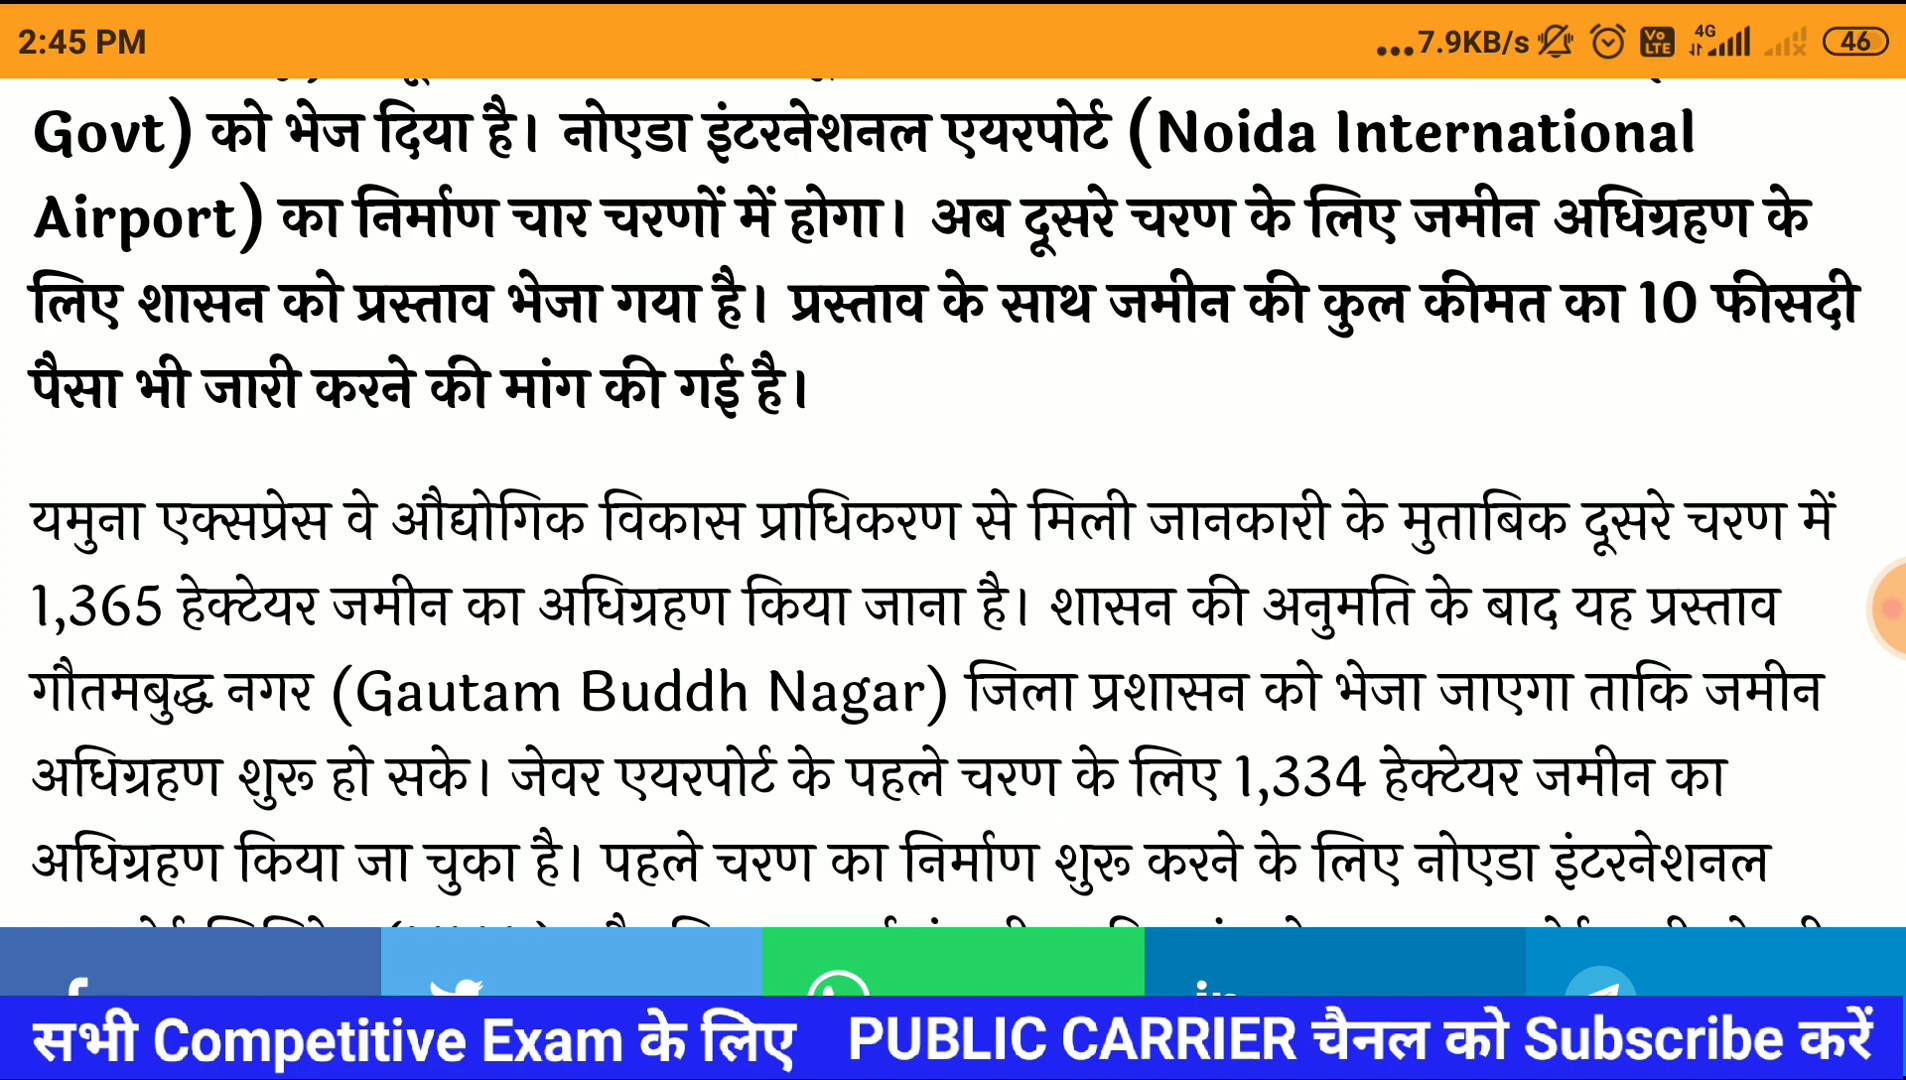 2:45 PM
...7.9KB/s VoLTE 4G 46
Govt) को भेज दिया है। नोएडा इंटरनेशनल एयरपोर्ट (Noida International
Airport) का निर्माण चार चरणों में होगा। अब दूसरे चरण के लिए जमीन अधिग्रहण के
लिए शासन को प्रस्ताव भेजा गया है। प्रस्ताव के साथ जमीन की कुल कीमत का 10 फीसदी
पैसा भी जारी करने की मांग की गई है।
यमुना एक्सप्रेस वे औद्योगिक विकास प्राधिकरण से मिली जानकारी के मुताबिक दूसरे चरण में
1,365 हेक्टेयर जमीन का अधिग्रहण किया जाना है। शासन की अनुमति के बाद यह प्रस्ताव
गौतमबुद्ध नगर (Gautam Buddh Nagar) जिला प्रशासन को भेजा जाएगा ताकि जमीन
अधिग्रहण शुरू हो सके। जेवर एयरपोर्ट के पहले चरण के लिए 1,334 हेक्टेयर जमीन का
अधिग्रहण किया जा चुका है। पहले चरण का निर्माण शुरू करने के लिए नोएडा इंटरनेशनल
सभी Competitive Exam के लिए PUBLIC CARRIER चैनल को Subscribe करें